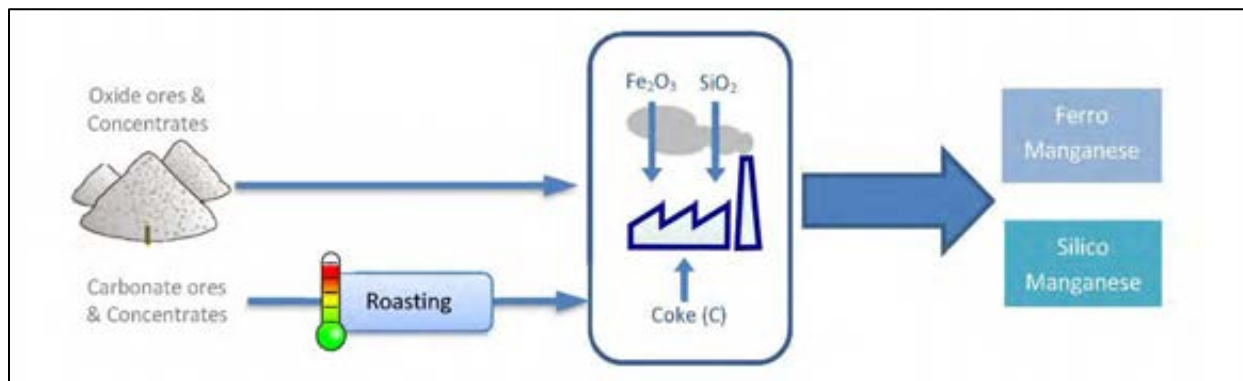 Oxide ores &
Concentrates
Carbonate ores
& Concentrates
Roasting
Fe₂O₃ SiO₂
Coke (C)
Ferro
Manganese
Silico
Manganese